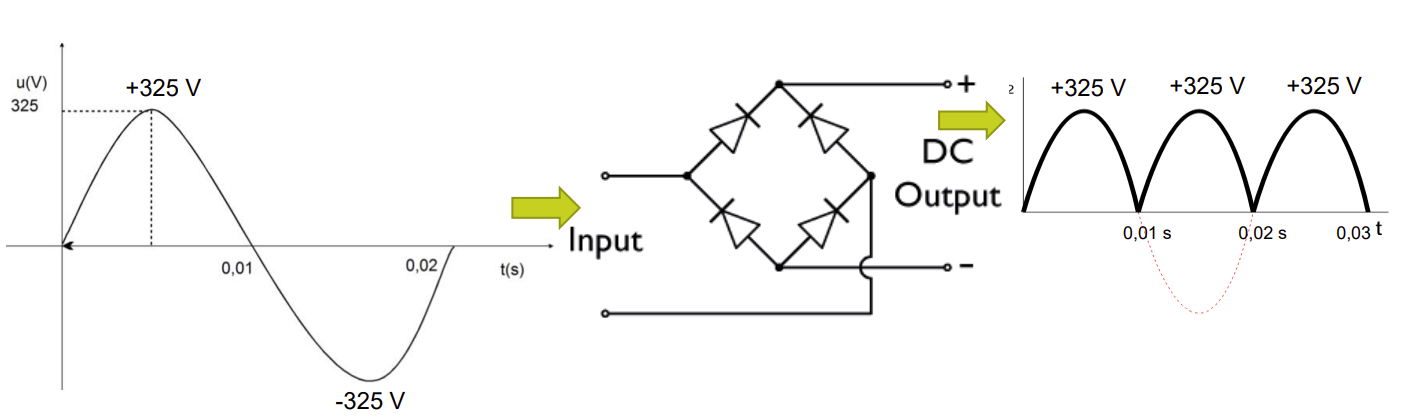 u(V)
325
+325 V
0,01
0,02
t(s)
-325 V
Input
+
DC
Output
-
2
+325 V
+325 V
+325 V
0,01 s
0,02 s
0,03 t